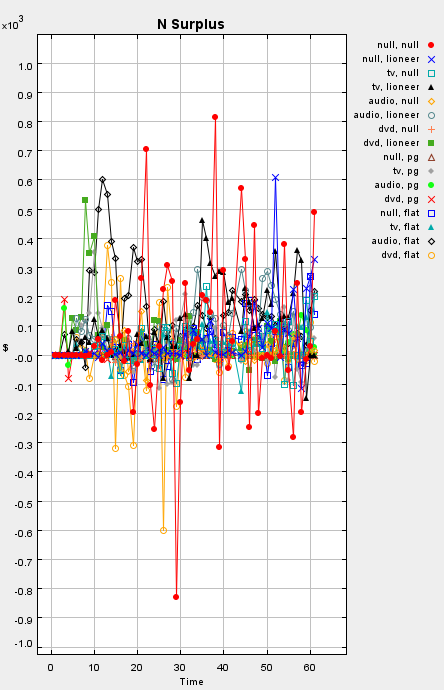 N Surplus
x10³
1.0
0.9
0.8
0.7
0.6
0.5
0.4
0.3
0.2
0.1
-0.0
-0.1
-0.2
-0.3
-0.4
-0.5
-0.6
-0.7
-0.8
-0.9
-1.0
$
0 10 20 30 40 50 60
Time
null, null
null, lioneer
tv, null
tv, lioneer
audio, null
audio, lioneer
dvd, null
dvd, lioneer
null, pg
tv, pg
audio, pg
dvd, pg
null, flat
tv, flat
audio, flat
dvd, flat